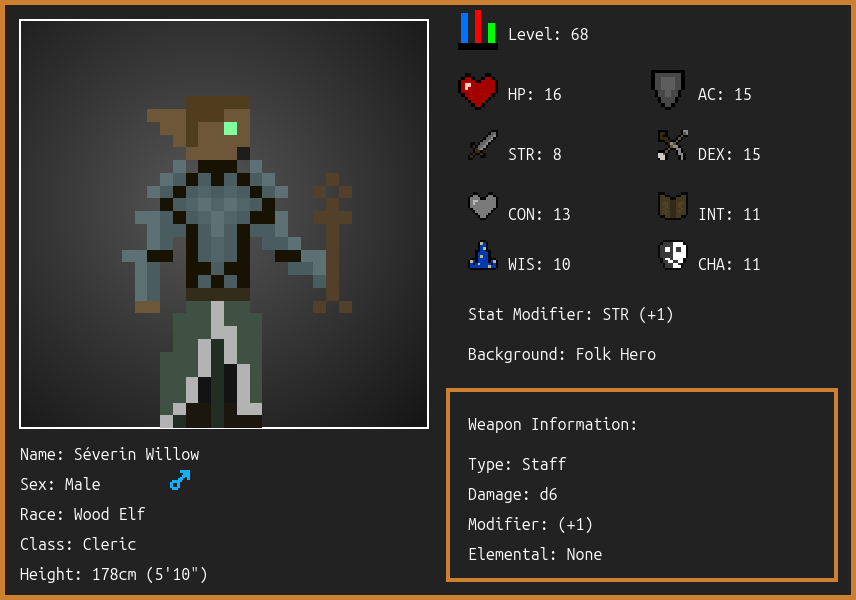 Level: 68
HP: 16
AC: 15
STR: 8
DEX: 15
CON: 13
INT: 11
WIS: 10
CHA: 11
Stat Modifier: STR (+1)
Background: Folk Hero
Weapon Information:
Type: Staff
Damage: d6
Modifier: (+1)
Elemental: None
Name: Séverin Willow
Sex: Male
Race: Wood Elf
Class: Cleric
Height: 178cm (5'10")